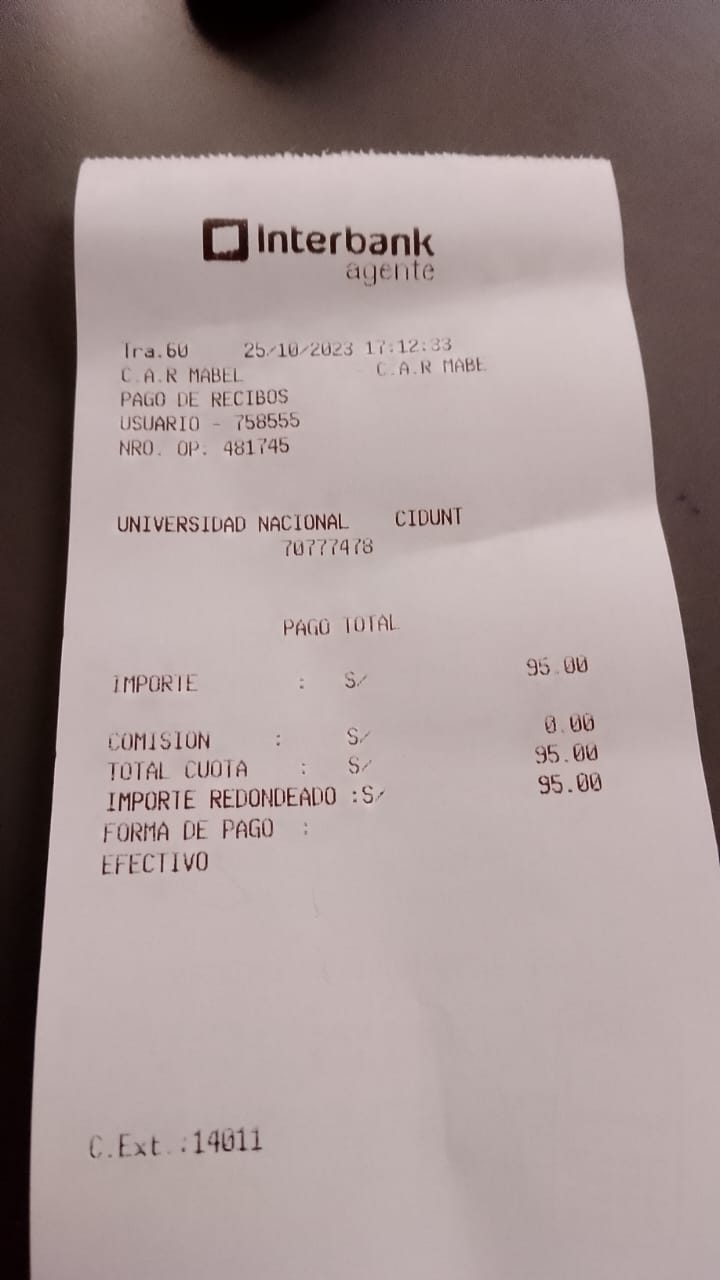 Interbank
agente
Tra.60 25/10/2023 17:12:33
C.A.R MABEL C.A.R MABE
PAGO DE RECIBOS
USUARIO - 758555
NRO. OP: 481745
UNIVERSIDAD NACIONAL CIDUNT
70777478
PAGO TOTAL
IMPORTE : S/ 95.00
COMISION : S/ 0.00
TOTAL CUOTA : S/ 95.00
IMPORTE REDONDEADO :S/ 95.00
FORMA DE PAGO :
EFECTIVO
C.Ext.:14011